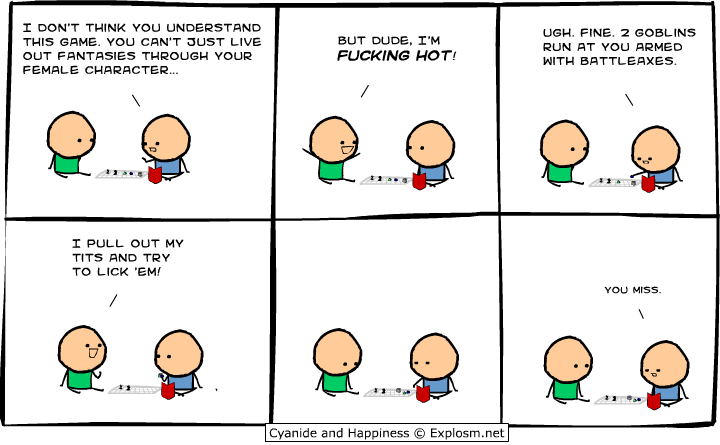 I DON'T THINK YOU UNDERSTAND
THIS GAME. YOU CAN'T JUST LIVE
OUT FANTASIES THROUGH YOUR
FEMALE CHARACTER...
BUT DUDE, I'M
FUCKING HOT!
UGH. FINE. 2 GOBLINS
RUN AT YOU ARMED
WITH BATTLEAXES.
I PULL OUT MY
TITS AND TRY
TO LICK 'EM!
YOU MISS.
Cyanide and Happiness © Explosm.net